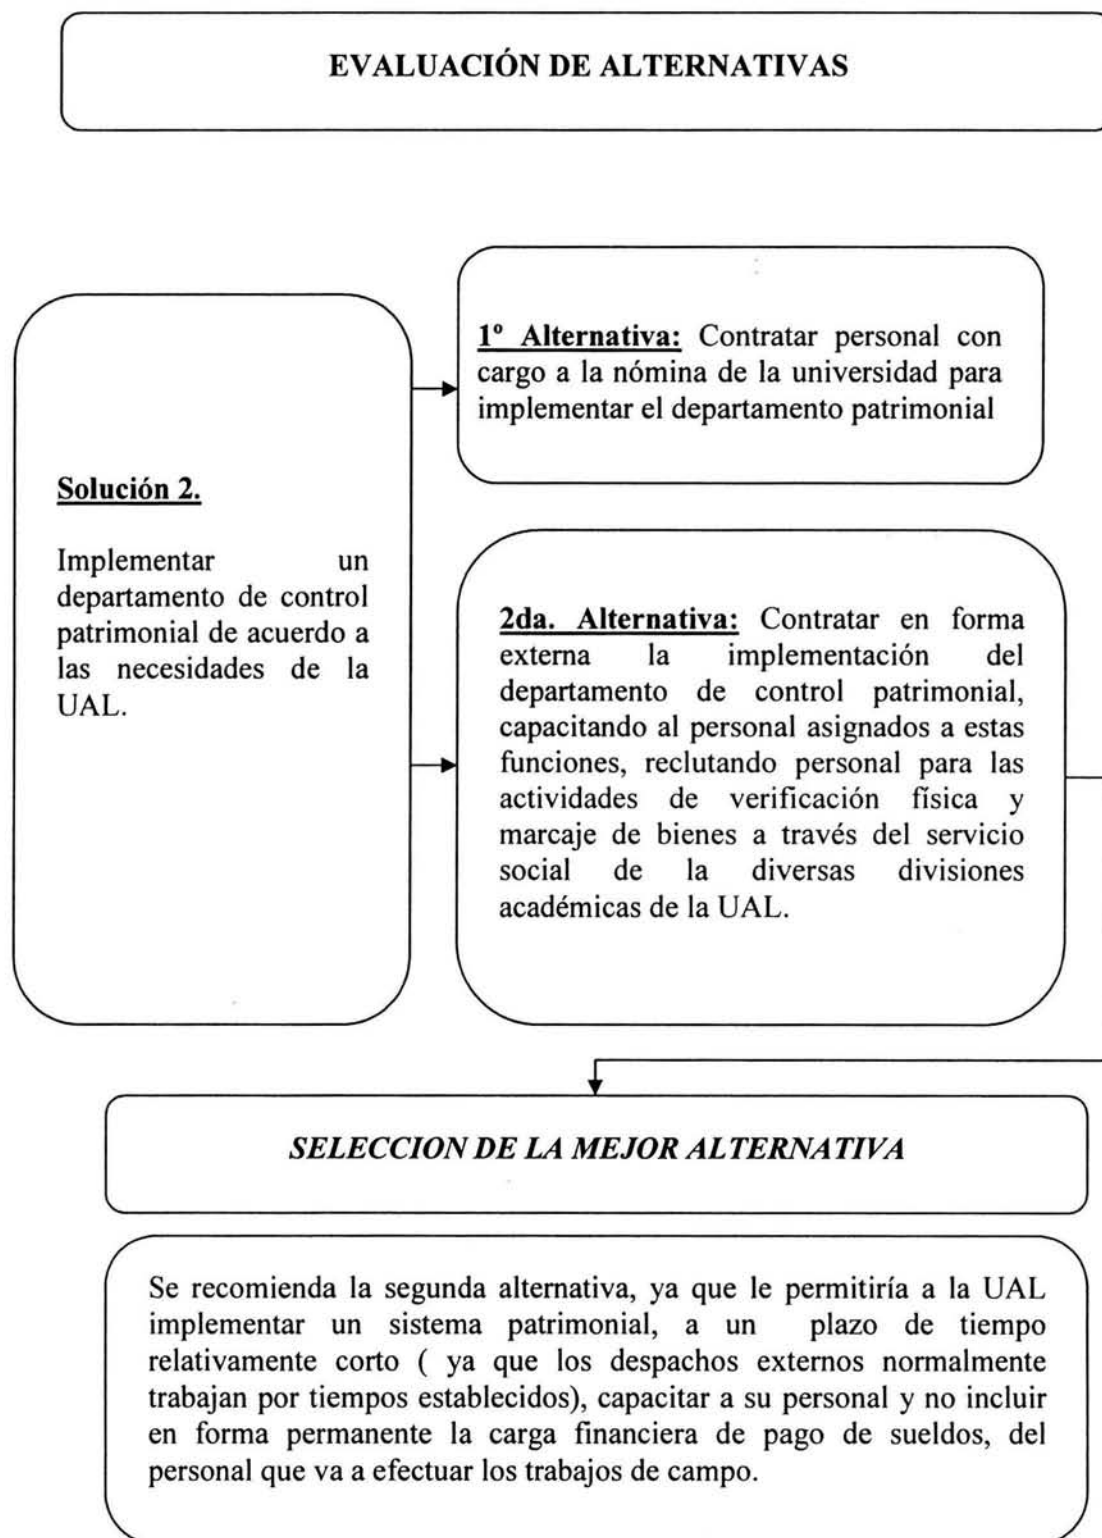 EVALUACIÓN DE ALTERNATIVAS
1º Alternativa: Contratar personal con
cargo a la nómina de la universidad para
implementar el departamento patrimonial
Solución 2.
Implementar un
departamento de control
patrimonial de acuerdo a
las necesidades de la
UAL.
2da. Alternativa: Contratar en forma
externa la implementación del
departamento de control patrimonial,
capacitando al personal asignados a estas
funciones, reclutando personal para las
actividades de verificación física y
marcaje de bienes a través del servicio
social de la diversas divisiones
académicas de la UAL.
SELECCION DE LA MEJOR ALTERNATIVA
Se recomienda la segunda alternativa, ya que le permitiría a la UAL
implementar un sistema patrimonial, a un plazo de tiempo
relativamente corto ( ya que los despachos externos normalmente
trabajan por tiempos establecidos), capacitar a su personal y no incluir
en forma permanente la carga financiera de pago de sueldos, del
personal que va a efectuar los trabajos de campo.